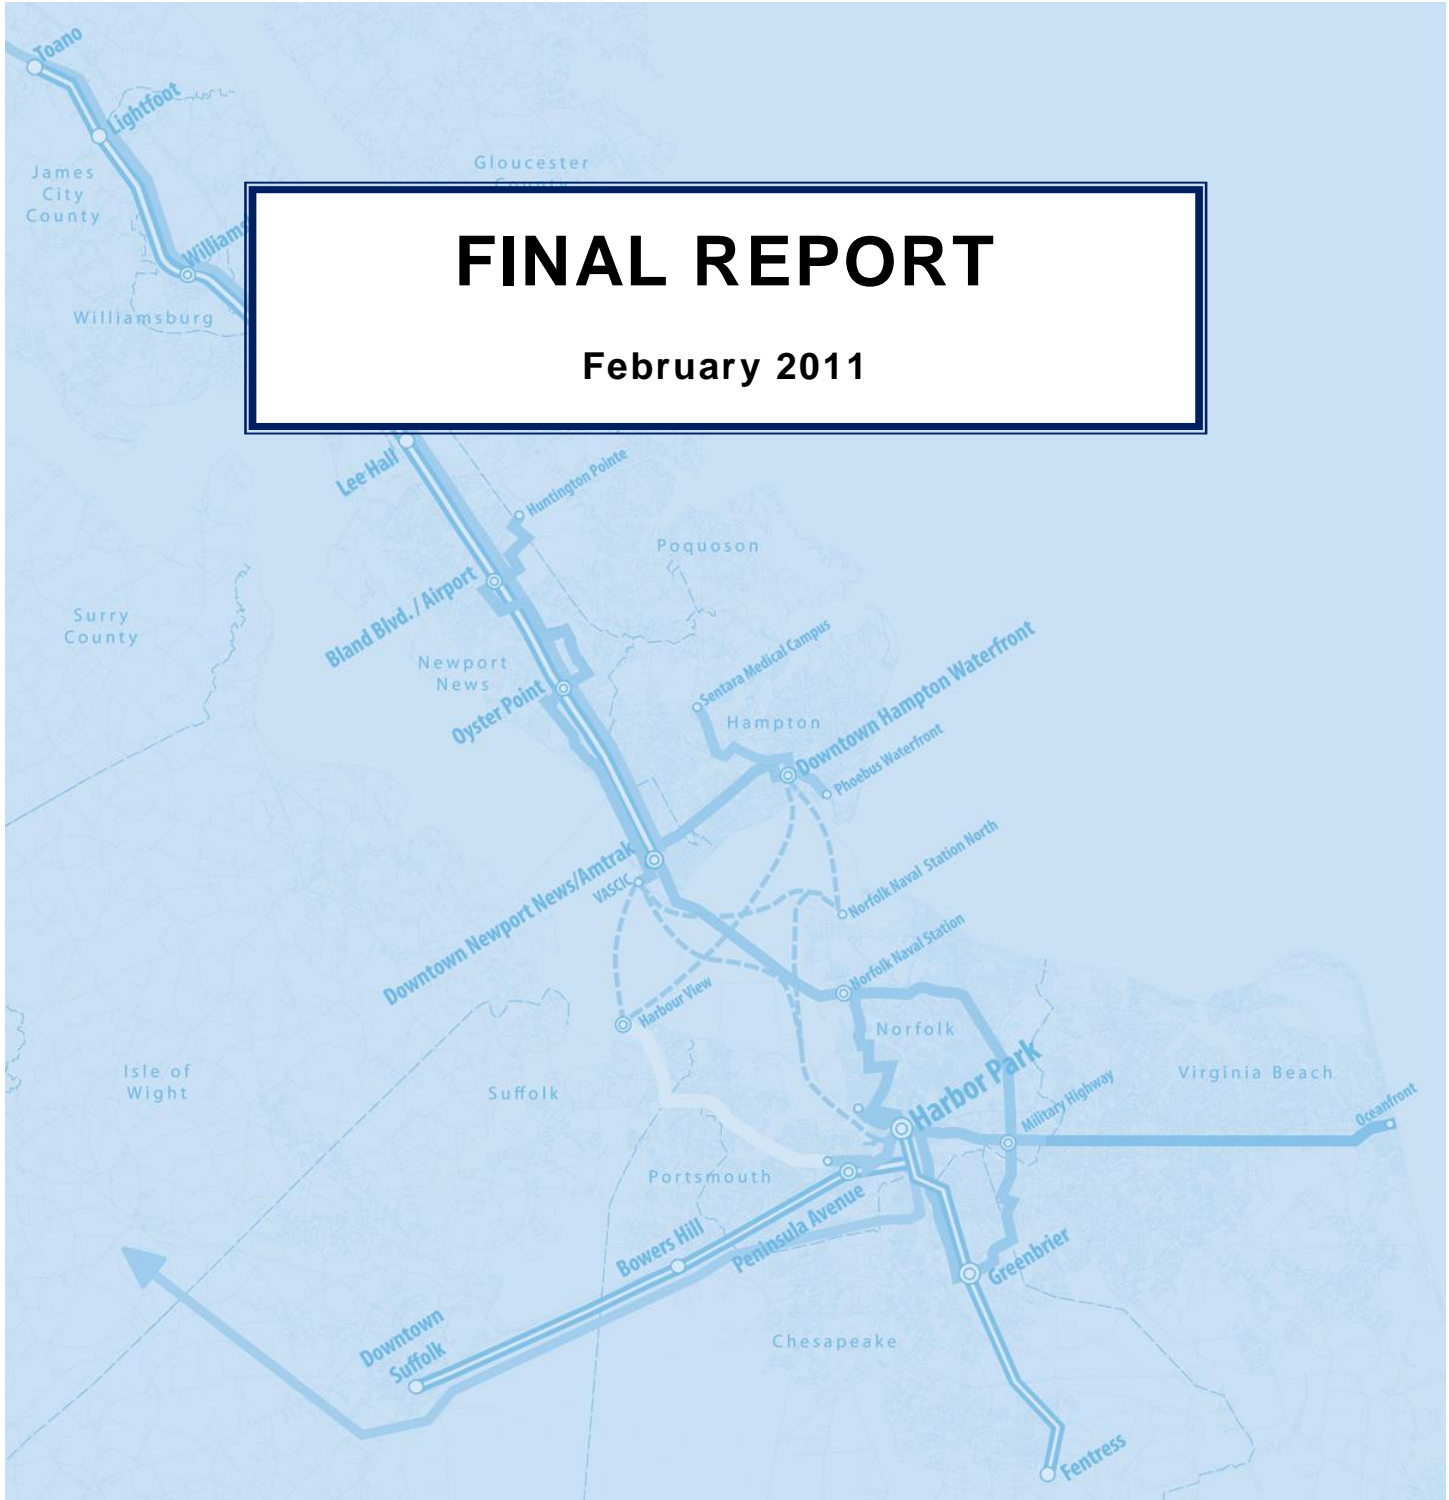 Toano
Lightfoot
James
City
County
Gloucester
County
Williams
Williamsburg
FINAL REPORT
February 2011
Lee Hall
Huntington Pointe
Poquoson
Bland Blvd. / Airport
Surry
County
Newport
News
Oyster Point
Sentara Medical Campus
Hampton
Downtown Hampton Waterfront
Phoebus Waterfront
Downtown Newport News/Amtrak
VASCIC
Norfolk Naval Station North
Norfolk Naval Station
Harbour View
Norfolk
Isle of
Wight
Suffolk
Harbor Park
Military Highway
Virginia Beach
Oceanfront
Portsmouth
Peninsula Avenue
Bowers Hill
Greenbrier
Downtown
Suffolk
Chesapeake
Fentress